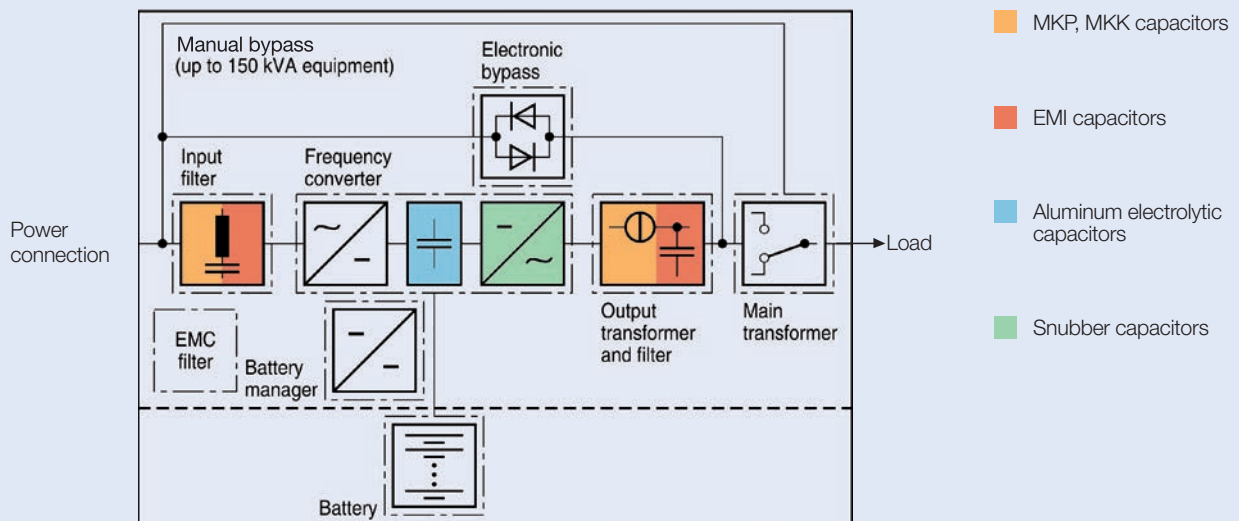 Manual bypass
(up to 150 kVA equipment)
Electronic
bypass
Input
filter
Frequency
converter
Power
connection
Load
EMC
filter
Battery
manager
Output
transformer
and filter
Main
transformer
Battery
MKP, MKK capacitors
EMI capacitors
Aluminum electrolytic
capacitors
Snubber capacitors